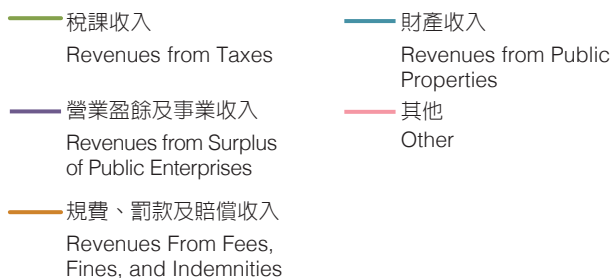 稅課收入
Revenues from Taxes
營業盈餘及事業收入
Revenues from Surplus
of Public Enterprises
規費、罰款及賠償收入
Revenues From Fees,
Fines, and Indemnities
財產收入
Revenues from Public
Properties
其他
Other